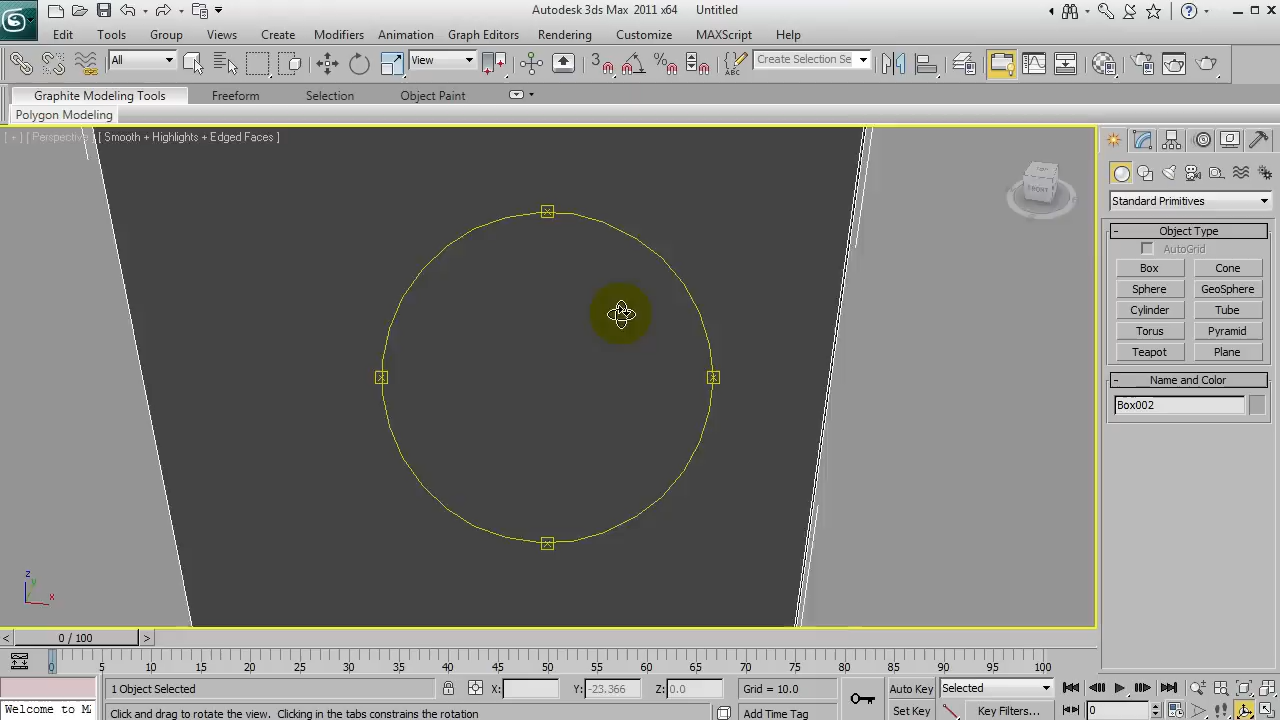 Autodesk 3ds Max 2011 x64 Untitled
Edit Tools Group Views Create Modifiers Animation Graph Editors Rendering Customize MAXScript Help
All View 3 ABC Create Selection Se
Graphite Modeling Tools Freeform Selection Object Paint
Polygon Modeling
[ + ] [ Perspective ] [ Smooth + Highlights + Edged Faces ]
TOP
FRONT
Standard Primitives
- Object Type
AutoGrid
Box Cone
Sphere GeoSphere
Cylinder Tube
Torus Pyramid
Teapot Plane
- Name and Color
Box002
z
y
x
< 0 / 100 >
0 5 10 15 20 25 30 35 40 45 50 55 60 65 70 75 80 85 90 95 100
1 Object Selected X: Y: -23.366 Z: 0.0 Grid = 10.0 Auto Key Selected
Welcome to M Click and drag to rotate the view. Clicking in the tabs constrains the rotation Add Time Tag Set Key Key Filters... 0